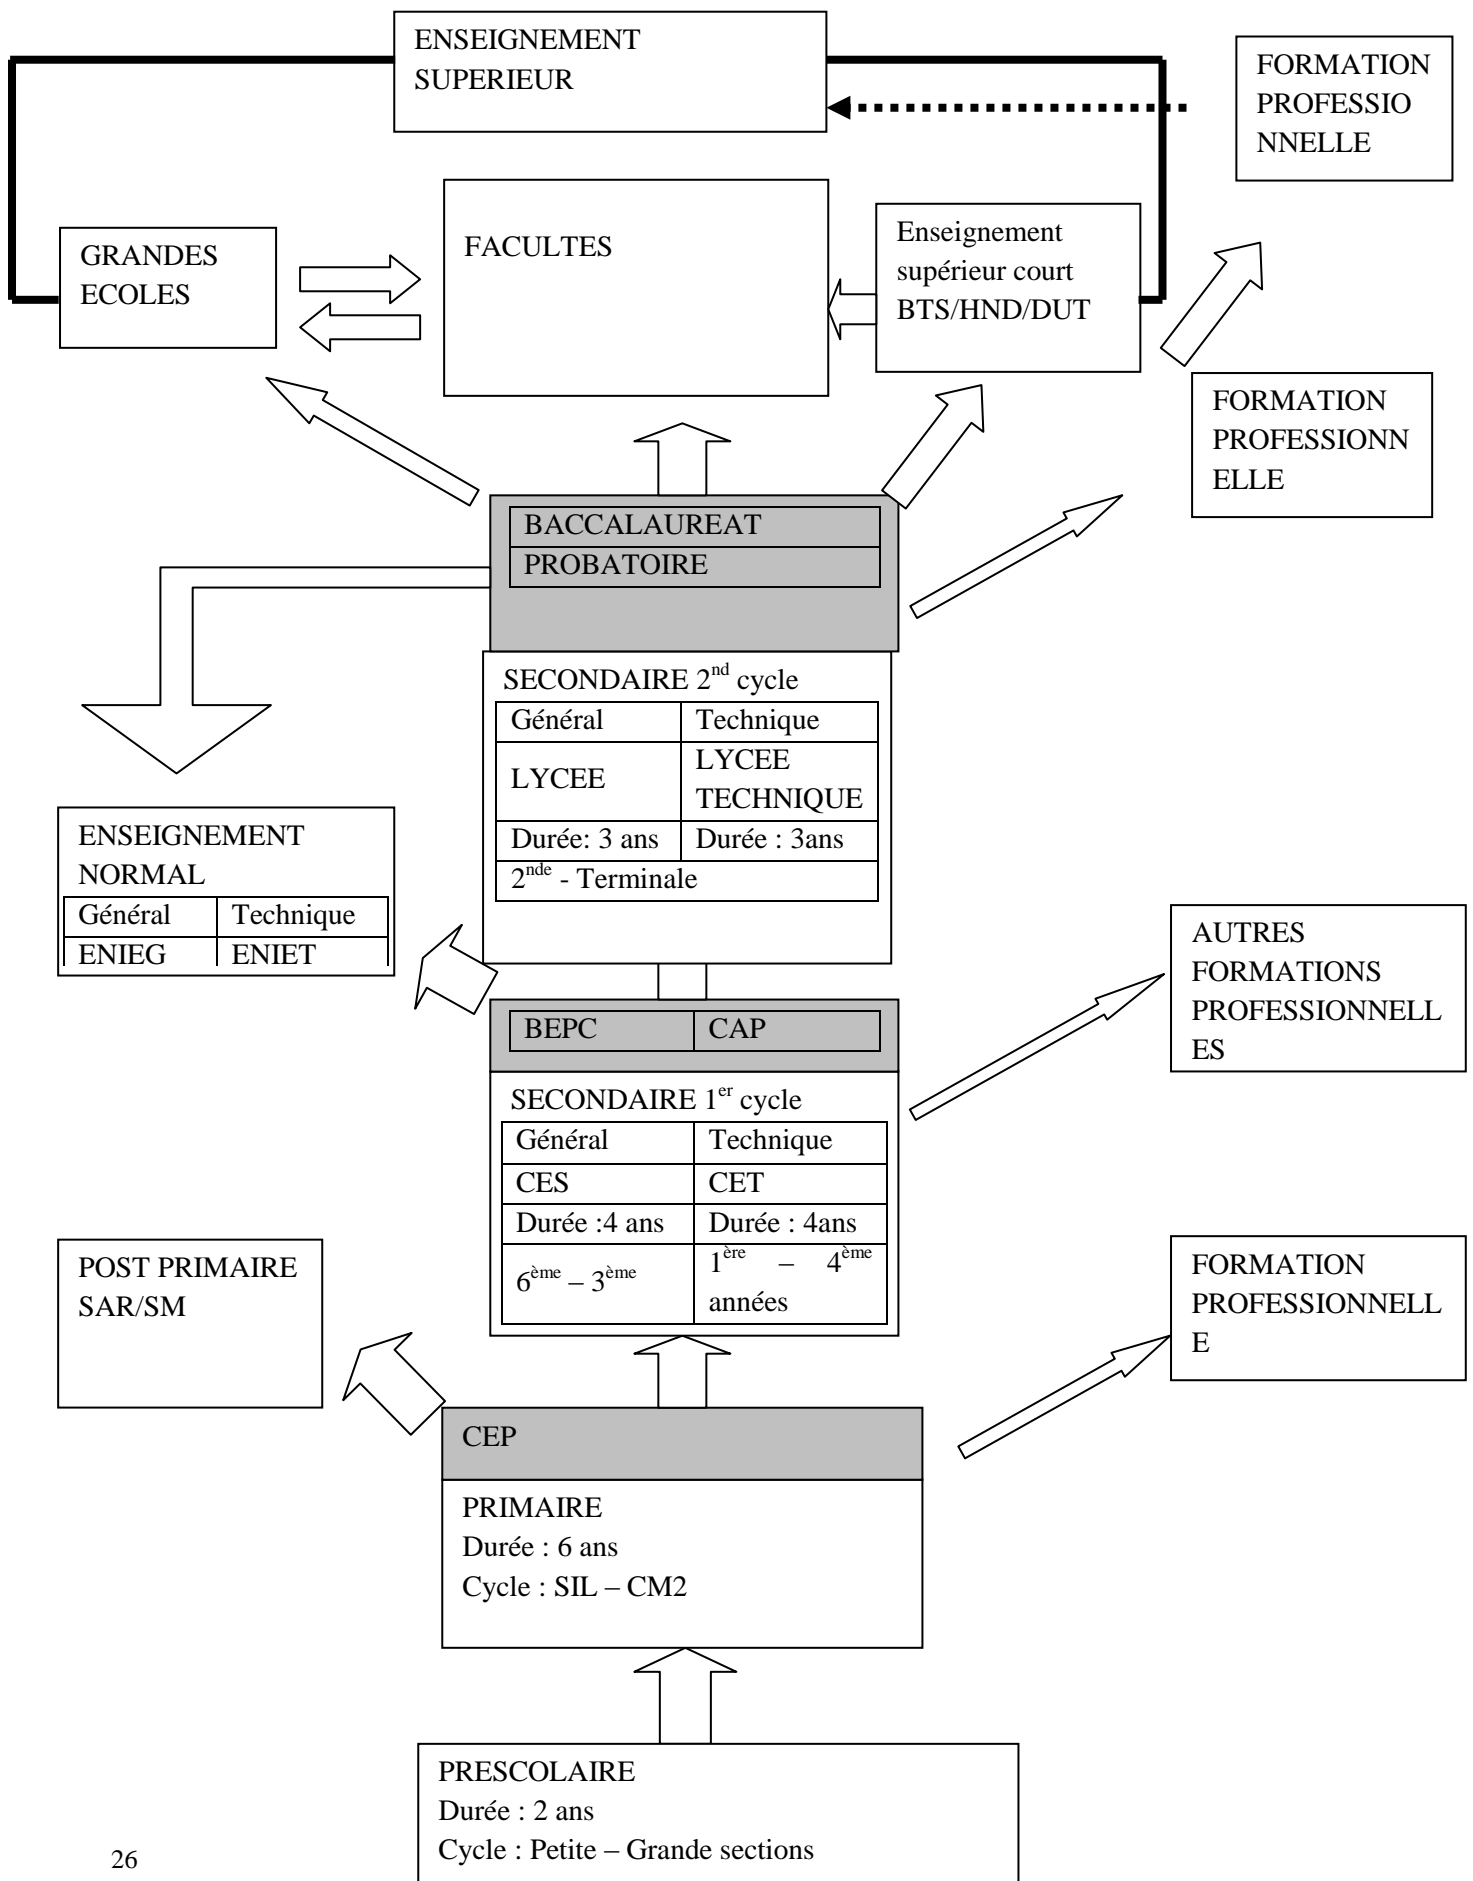 ENSEIGNEMENT
SUPERIEUR
FORMATION
PROFESSIO
NNELLE
GRANDES
ECOLES
FACULTES
Enseignement
supérieur court
BTS/HND/DUT
FORMATION
PROFESSIONN
ELLE
BACCALAUREAT
PROBATOIRE
SECONDAIRE 2nd cycle
Général Technique
LYCEE LYCEE
TECHNIQUE
Durée: 3 ans Durée : 3ans
2nde - Terminale
ENSEIGNEMENT
NORMAL
Général Technique
ENIEG ENIET
AUTRES
FORMATIONS
PROFESSIONNELL
ES
BEPC CAP
SECONDAIRE 1er cycle
Général Technique
CES CET
Durée :4 ans Durée : 4ans
6ème – 3ème 1ère – 4ème
années
POST PRIMAIRE
SAR/SM
FORMATION
PROFESSIONNELL
E
CEP
PRIMAIRE
Durée : 6 ans
Cycle : SIL – CM2
PRESCOLAIRE
Durée : 2 ans
Cycle : Petite – Grande sections
26